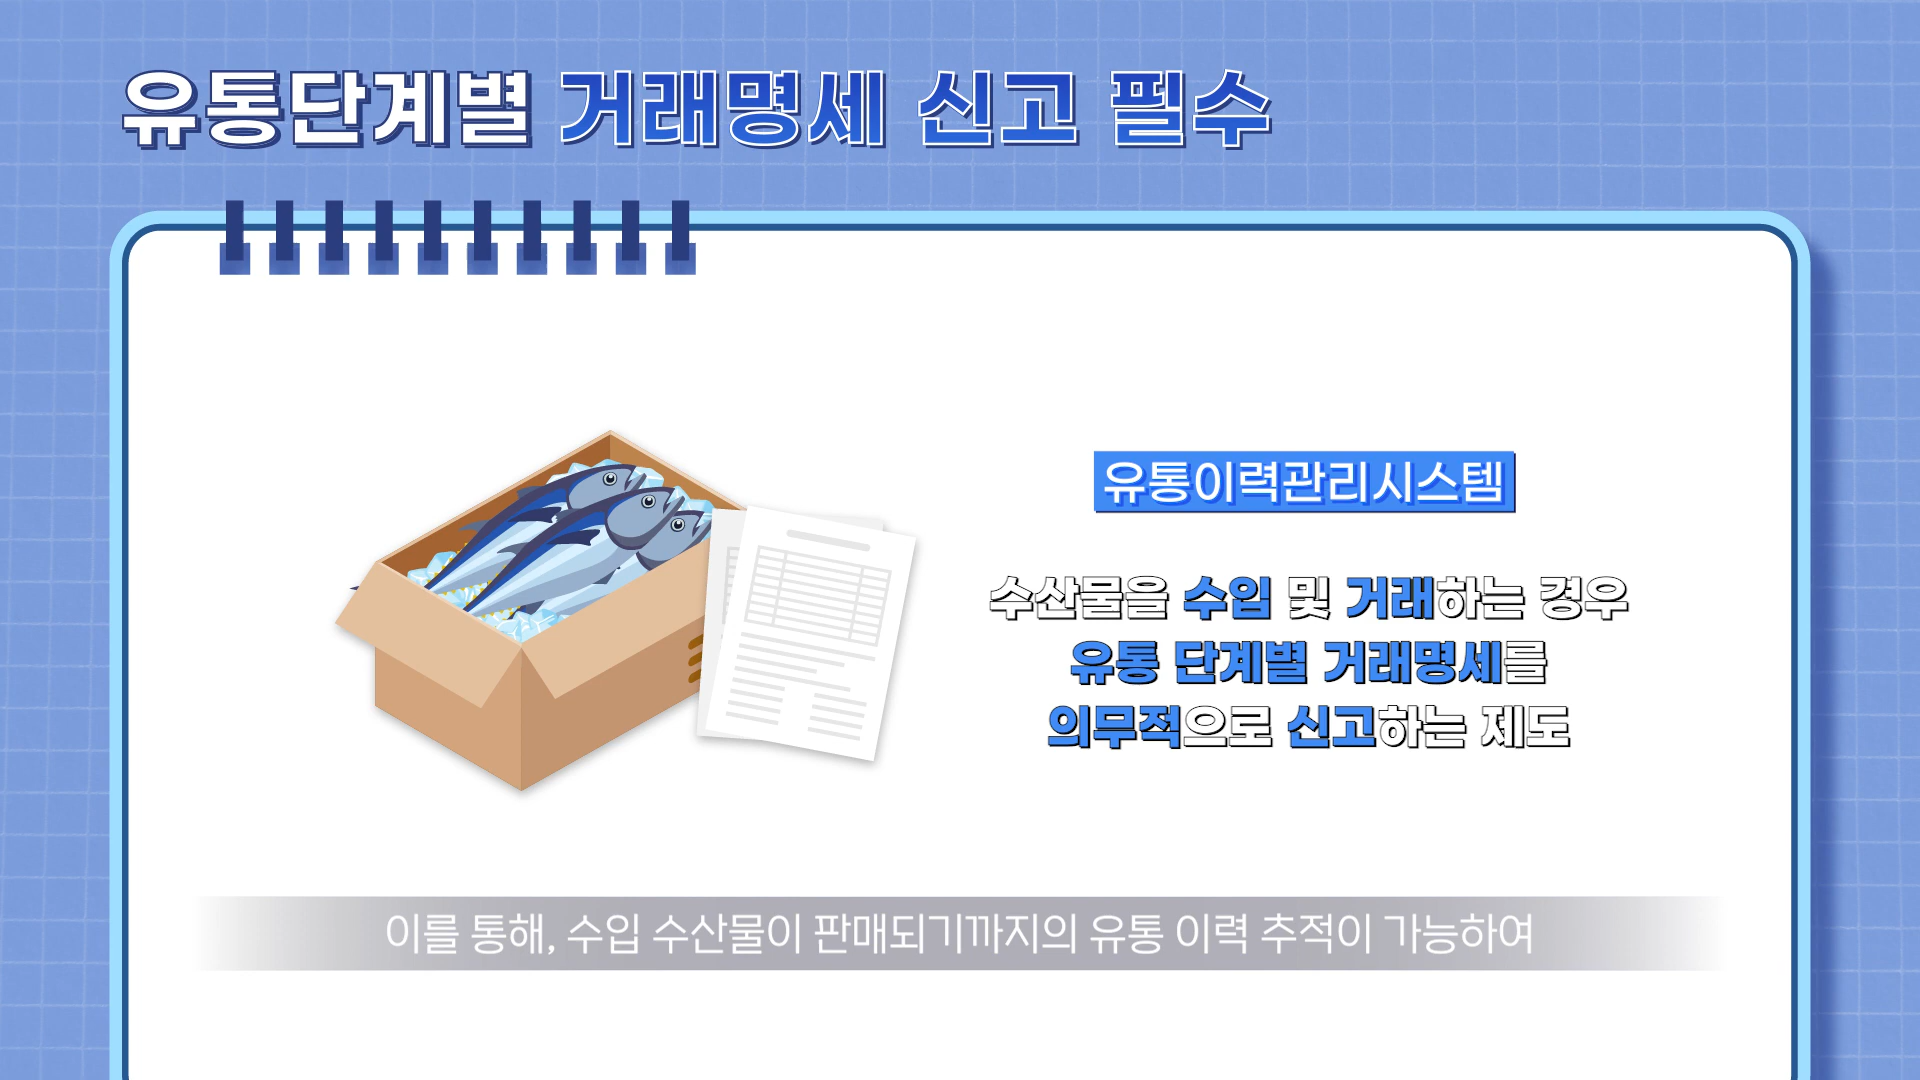 유통단계별 거래명세 신고 필수
유통이력관리시스템
수산물을 수입 및 거래하는 경우
유통 단계별 거래명세를
의무적으로 신고하는 제도
이를 통해, 수입 수산물이 판매되기까지의 유통 이력 추적이 가능하여